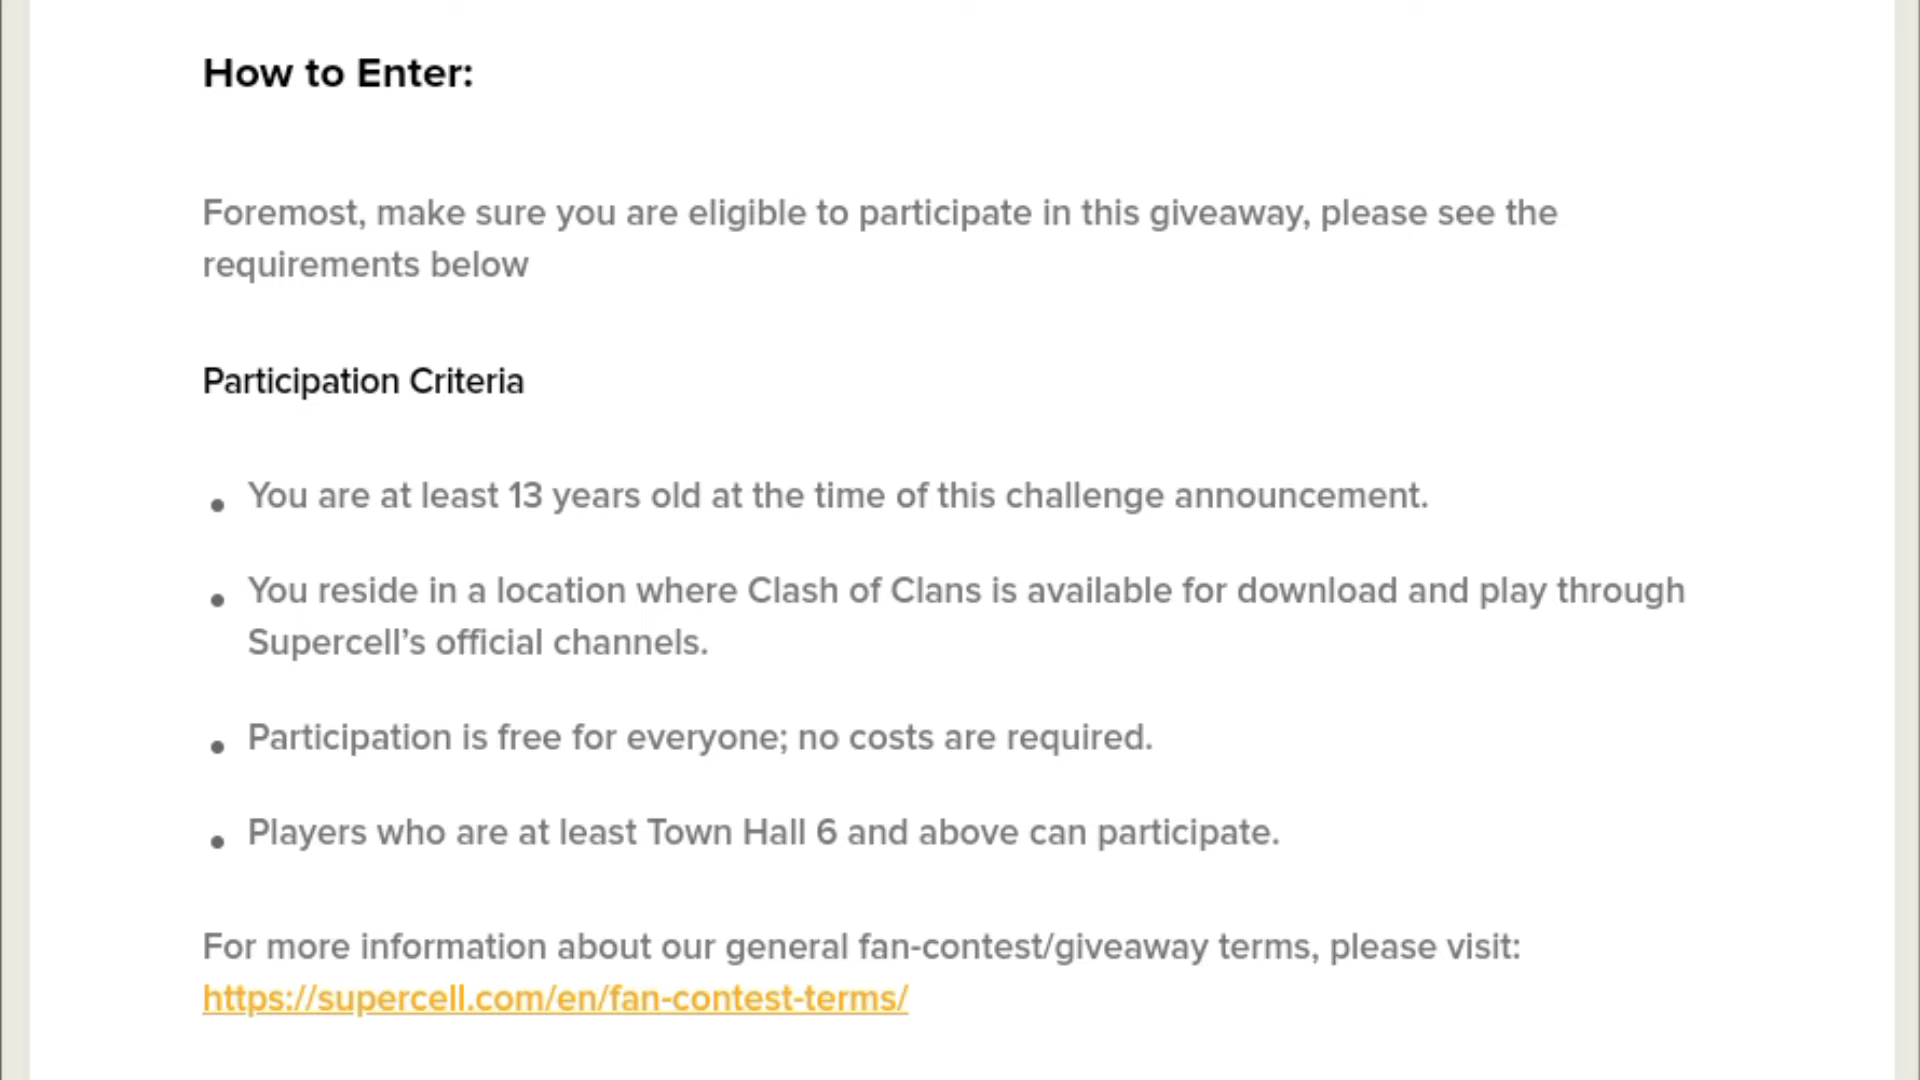 How to Enter:
Foremost, make sure you are eligible to participate in this giveaway, please see the
requirements below
Participation Criteria
• You are at least 13 years old at the time of this challenge announcement.
• You reside in a location where Clash of Clans is available for download and play through
Supercell’s official channels.
• Participation is free for everyone; no costs are required.
• Players who are at least Town Hall 6 and above can participate.
For more information about our general fan-contest/giveaway terms, please visit:
https://supercell.com/en/fan-contest-terms/